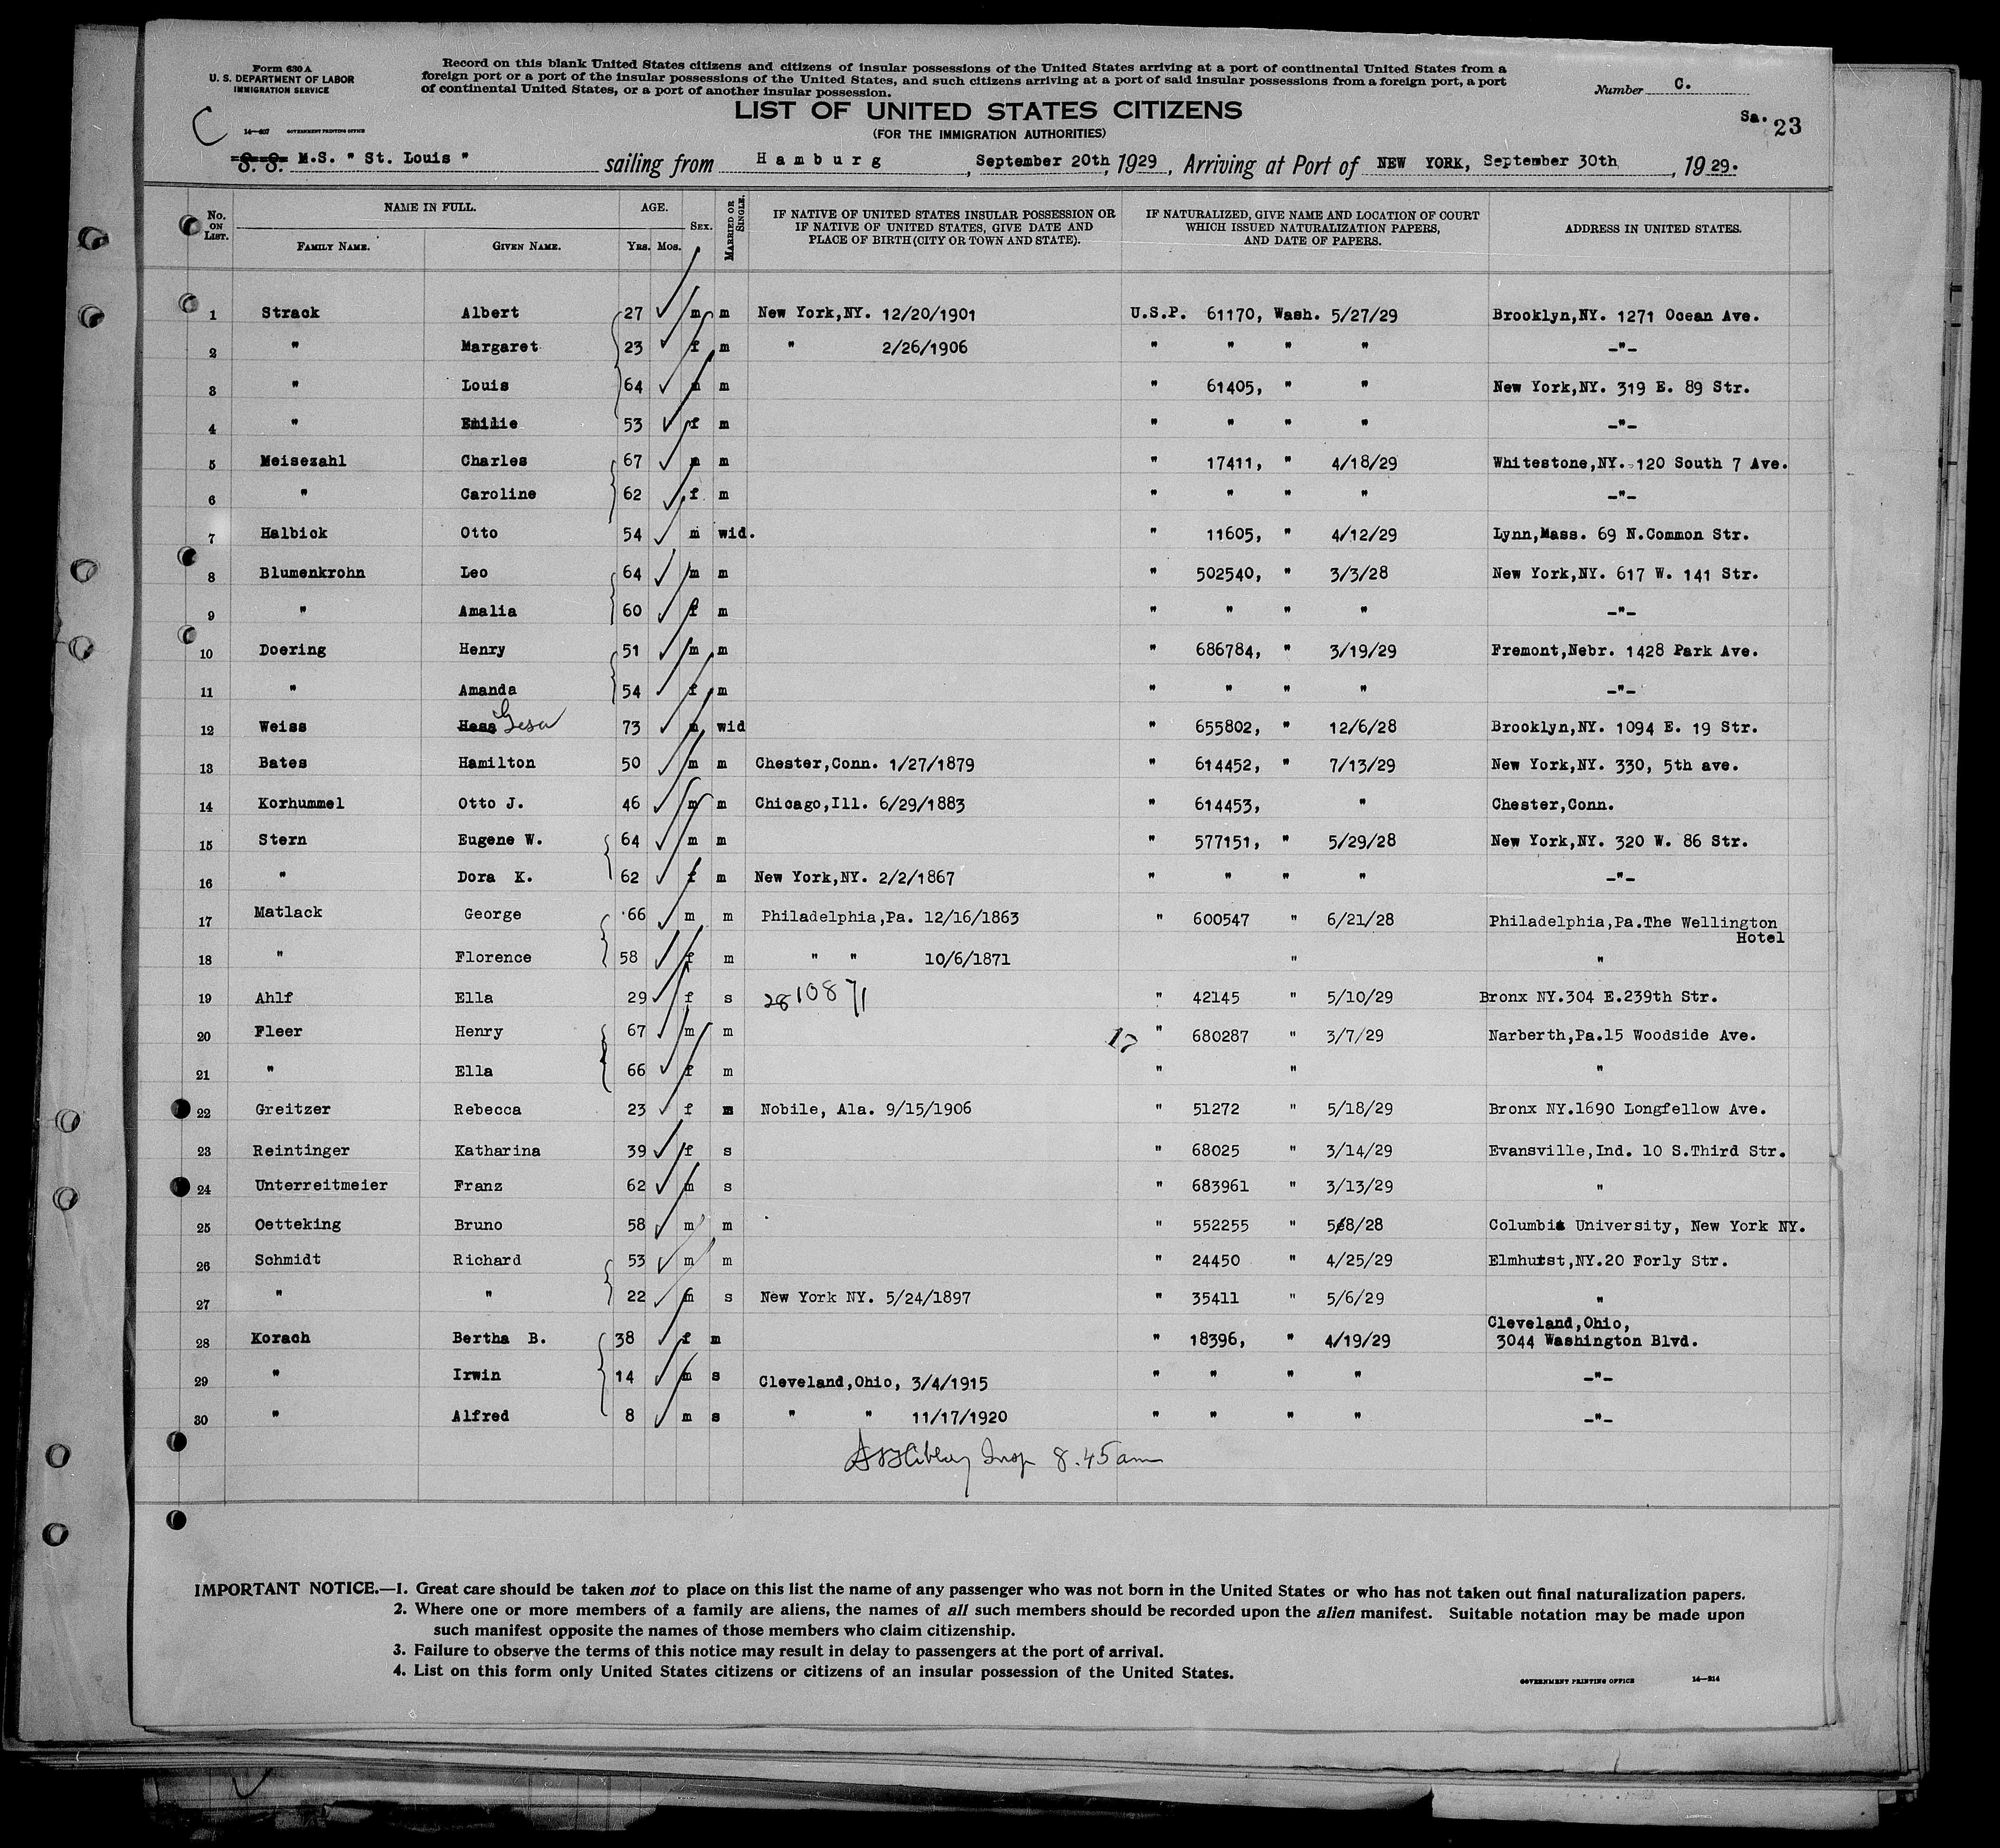 Form 630 A
U. S. DEPARTMENT OF LABOR
IMMIGRATION SERVICE
Record on this blank United States citizens and citizens of insular possessions of the United States arriving at a port of continental United States from a
foreign port or a port of the insular possessions of the United States, and such citizens arriving at a port of said insular possessions from a foreign port, a port
of continental United States, or a port of another insular possession.
Number C.
C
14—407 GOVERNMENT PRINTING OFFICE
LIST OF UNITED STATES CITIZENS
(FOR THE IMMIGRATION AUTHORITIES)
Sa. 23
S. S. M.S. " St. Louis " sailing from Hamburg, September 20th, 1929, Arriving at Port of NEW YORK, September 30th, 1929.
No. ON LIST. NAME IN FULL. FAMILY NAME. GIVEN NAME. AGE. YRS. MOS. SEX. MARRIED OR SINGLE. IF NATIVE OF UNITED STATES INSULAR POSSESSION OR IF NATIVE OF UNITED STATES, GIVE DATE AND PLACE OF BIRTH (CITY OR TOWN AND STATE). IF NATURALIZED, GIVE NAME AND LOCATION OF COURT WHICH ISSUED NATURALIZATION PAPERS, AND DATE OF PAPERS. ADDRESS IN UNITED STATES.
1 Strack Albert 27 m m New York,NY. 12/20/1901 U.S.P. 61170, Wash. 5/27/29 Brooklyn,NY. 1271 Ocean Ave.
2 " Margaret 23 f m " 2/26/1906 " " " " -"-
3 " Louis 64 m m " 61405, " " New York,NY. 319 E. 89 Str.
4 " Emilie 53 f m " " " " -"-
5 Meisezahl Charles 67 m m " 17411, " 4/18/29 Whitestone,NY. 120 South 7 Ave.
6 " Caroline 62 f m " " " " -"-
7 Halbick Otto 54 m wid. " 11605, " 4/12/29 Lynn,Mass. 69 N.Common Str.
8 Blumenkrohn Leo 64 m m " 502540, " 3/3/28 New York,NY. 617 W. 141 Str.
9 " Amalia 60 f m " " " " -"-
10 Doering Henry 51 m m " 686784, " 3/19/29 Fremont,Nebr. 1428 Park Ave.
11 " Amanda 54 f m " " " " -"-
12 Weiss Hess Gesa 73 m wid " 655802, " 12/6/28 Brooklyn,NY. 1094 E. 19 Str.
13 Bates Hamilton 50 m m Chester,Conn. 1/27/1879 " 614452, " 7/13/29 New York,NY. 330, 5th ave.
14 Korhummel Otto J. 46 m m Chicago,Ill. 6/29/1883 " 614453, " Chester,Conn.
15 Stern Eugene W. 64 m m " 577151, " 5/29/28 New York,NY. 320 W. 86 Str.
16 " Dora K. 62 f m New York,NY. 2/2/1867 " " " " -"-
17 Matlack George 66 m m Philadelphia,Pa. 12/16/1863 " 600547 " 6/21/28 Philadelphia,Pa.The Wellington
Hotel
18 " Florence 58 f m " " 10/6/1871 " "
19 Ahlf Ella 29 f s 28 10871 " 42145 " 5/10/29 Bronx NY.304 E.239th Str.
20 Fleer Henry 67 m m " 680287 " 3/7/29 Narberth,Pa.15 Woodside Ave.
21 " Ella 66 f m " " "
22 Greitzer Rebecca 23 f Nobile, Ala. 9/15/1906 " 51272 " 5/18/29 Bronx NY.1690 Longfellow Ave.
23 Reintinger Katharina 39 f s " 68025 " 3/14/29 Evansville,Ind. 10 S.Third Str.
24 Unterreitmeier Franz 62 m s " 683961 " 3/13/29 "
25 Oetteking Bruno 58 m m " 552255 " 5/8/28 Columbia University, New York NY.
26 Schmidt Richard 53 m m " 24450 " 4/25/29 Elmhurst,NY.20 Forly Str.
27 " " 22 m s New York NY. 5/24/1897 " 35411 " 5/6/29 "
28 Korach Bertha B. 38 f m " 18396, " 4/19/29 Cleveland,Ohio,
3044 Washington Blvd.
29 " Irwin 14 m s Cleveland,Ohio, 3/4/1915 " " " " -"-
30 " Alfred 8 m s " " 11/17/1920 " " " " -"-
Insp 8.45 am
IMPORTANT NOTICE.—1. Great care should be taken not to place on this list the name of any passenger who was not born in the United States or who has not taken out final naturalization papers.
2. Where one or more members of a family are aliens, the names of all such members should be recorded upon the alien manifest. Suitable notation may be made upon
such manifest opposite the names of those members who claim citizenship.
3. Failure to observe the terms of this notice may result in delay to passengers at the port of arrival.
4. List on this form only United States citizens or citizens of an insular possession of the United States.
GOVERNMENT PRINTING OFFICE 14—214